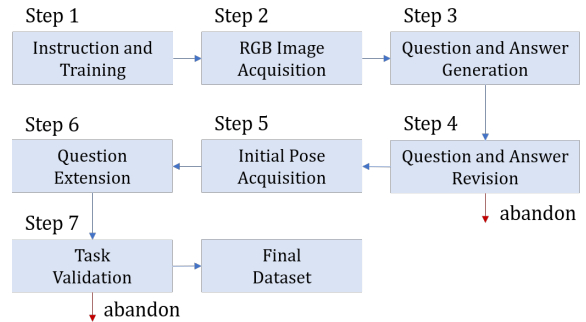 Step 1
Step 2
Step 3
Instruction and
Training
RGB Image
Acquisition
Question and Answer
Generation
Step 6
Step 5
Step 4
Question
Extension
Initial Pose
Acquisition
Question and Answer
Revision
abandon
Step 7
Task
Validation
Final
Dataset
abandon